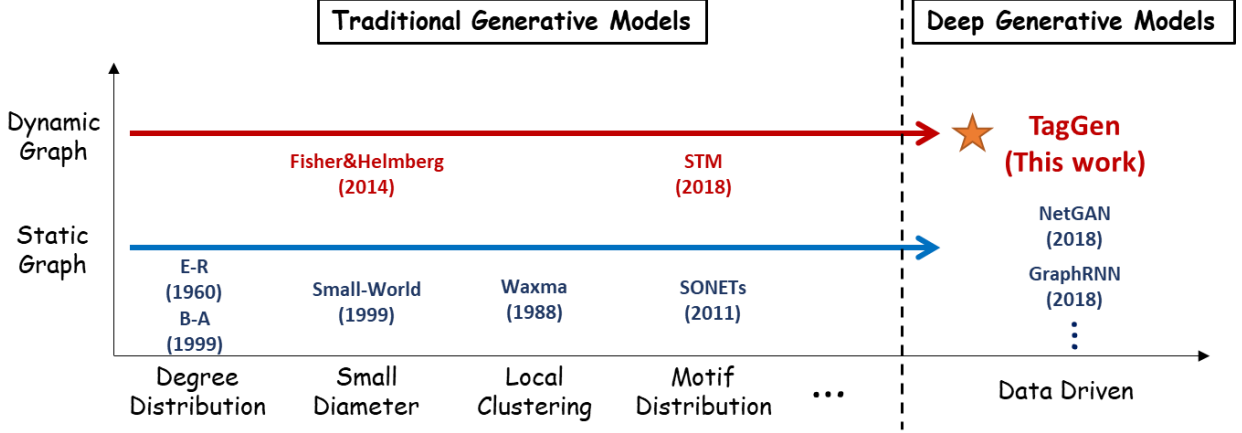 Traditional Generative Models
Deep Generative Models
Dynamic
Graph
TagGen
(This work)
Fisher&Helmberg
(2014)
STM
(2018)
Static
Graph
NetGAN
(2018)
E-R
(1960)
B-A
(1999)
Small-World
(1999)
Waxma
(1988)
SONETs
(2011)
GraphRNN
(2018)
⋮
Degree
Distribution
Small
Diameter
Local
Clustering
Motif
Distribution
...
Data Driven